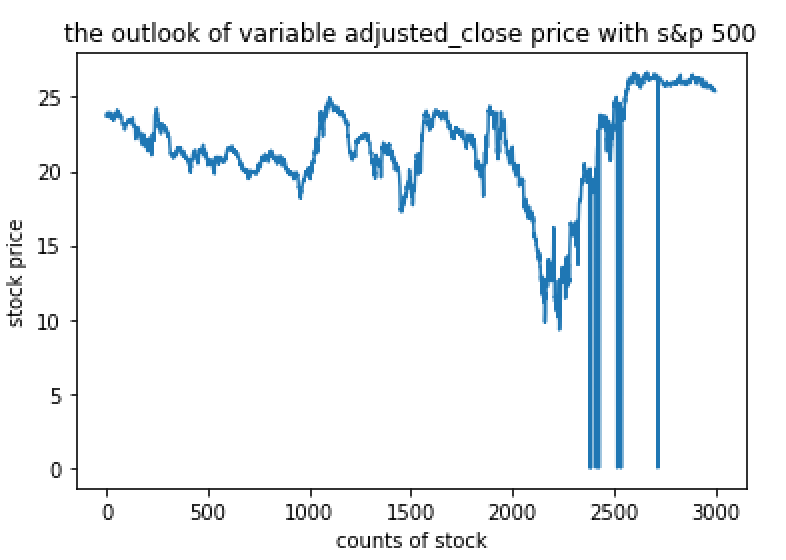 the outlook of variable adjusted_close price with s&p 500
25
20
15
10
5
0
stock price
0 500 1000 1500 2000 2500 3000
counts of stock